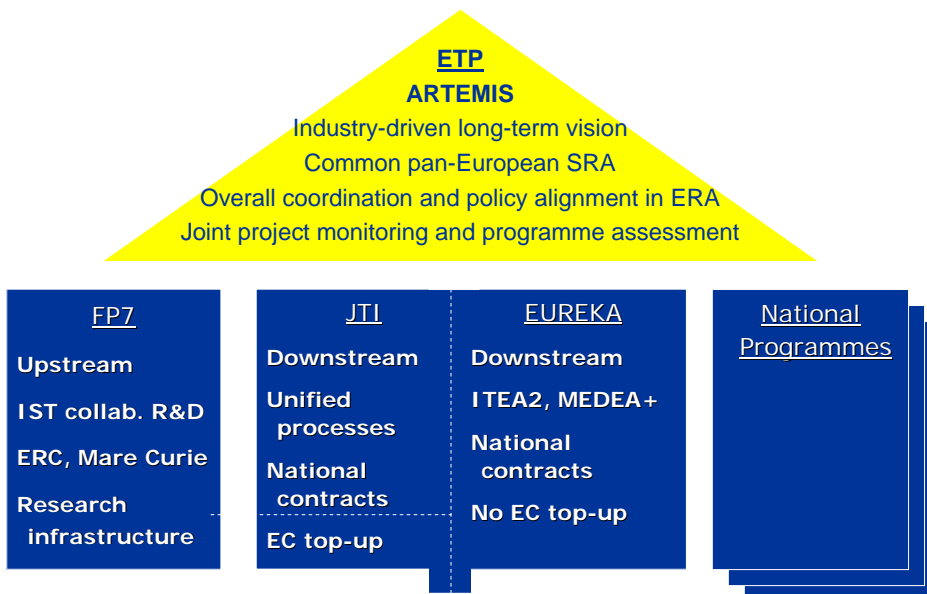 ETP
ARTEMIS
Industry-driven long-term vision
Common pan-European SRA
Overall coordination and policy alignment in ERA
Joint project monitoring and programme assessment
FP7
Upstream
IST collab. R&D
ERC, Mare Curie
Research
infrastructure
JTI
Downstream
Unified
processes
National
contracts
EC top-up
EUREKA
Downstream
ITEA2, MEDEA+
National
contracts
No EC top-up
National
Programmes